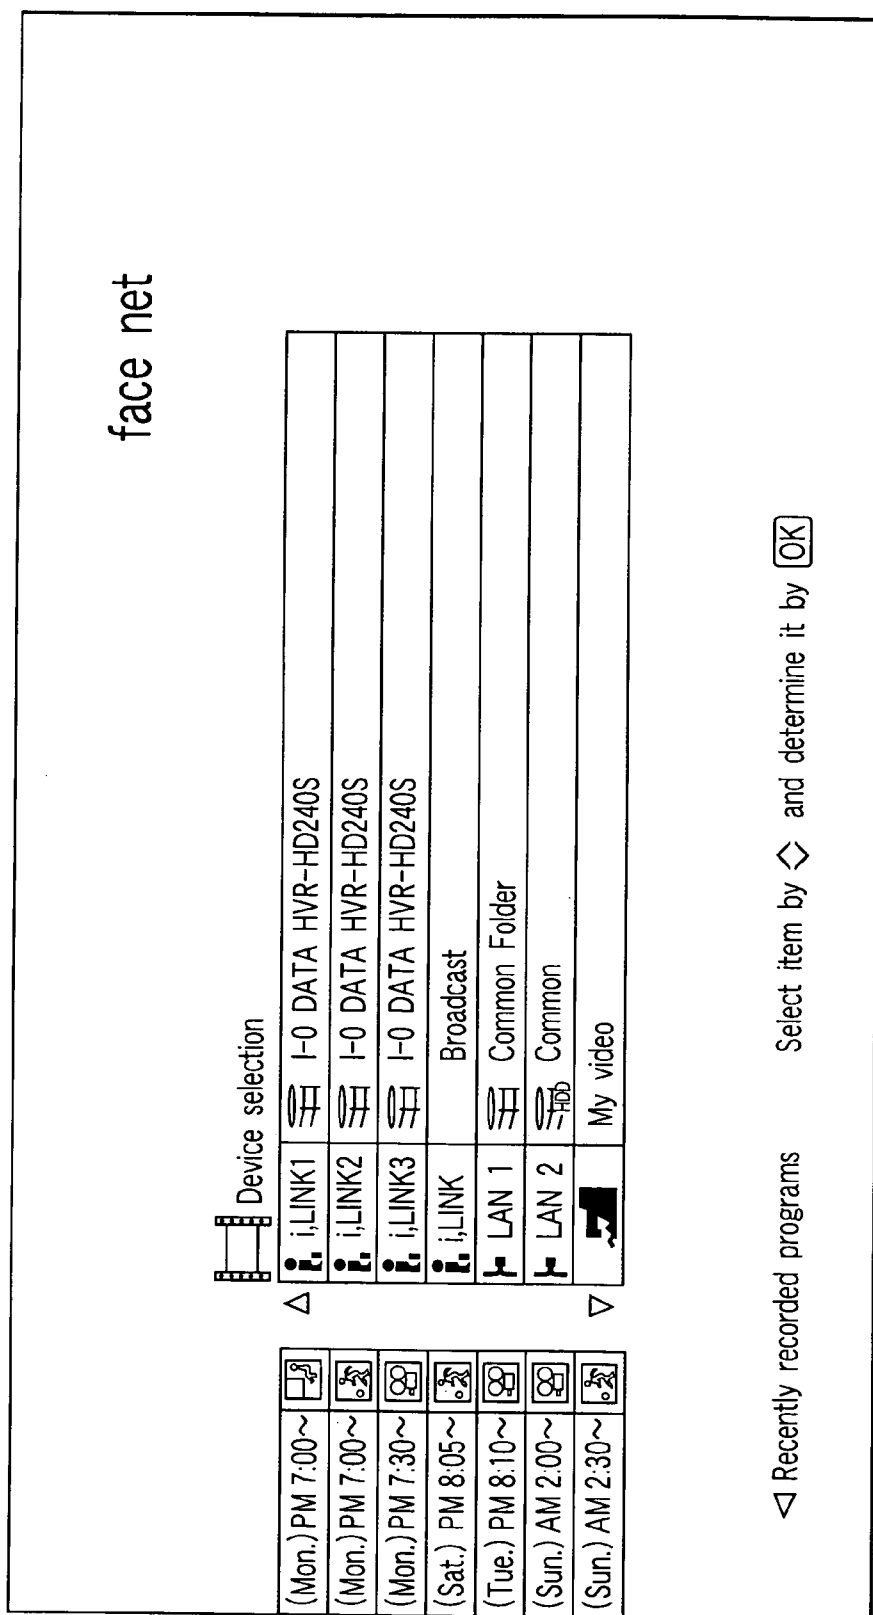 face net
Device selection
(Mon.) PM 7:00~ i,LINK1 I-O DATA HVR-HD240S
(Mon.) PM 7:00~ i,LINK2 I-O DATA HVR-HD240S
(Mon.) PM 7:30~ i,LINK3 I-O DATA HVR-HD240S
(Sat.) PM 8:05~ i,LINK Broadcast
(Tue.) PM 8:10~ LAN 1 Common Folder
(Sun.) AM 2:00~ LAN 2 HDD Common
(Sun.) AM 2:30~ My video
◁ Recently recorded programs Select item by ◇ and determine it by OK